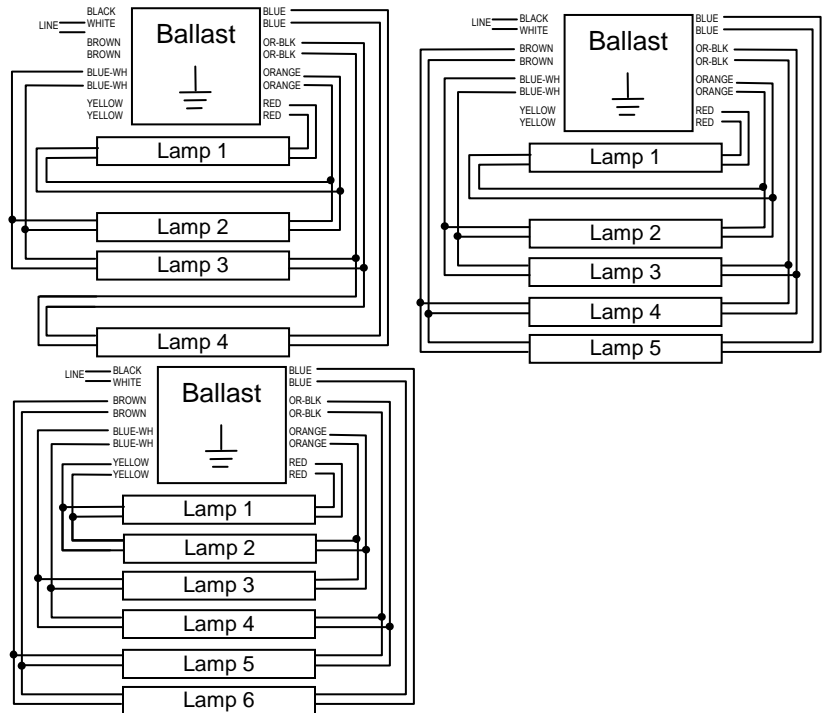 BLACK
LINE WHITE
BROWN
BROWN
BLUE-WH
BLUE-WH
YELLOW
YELLOW
Ballast
BLUE
BLUE
OR-BLK
OR-BLK
ORANGE
ORANGE
RED
RED
Lamp 1
Lamp 2
Lamp 3
Lamp 4
BLACK
LINE WHITE
BROWN
BROWN
BLUE-WH
BLUE-WH
YELLOW
YELLOW
Ballast
BLUE
BLUE
OR-BLK
OR-BLK
ORANGE
ORANGE
RED
RED
Lamp 1
Lamp 2
Lamp 3
Lamp 4
Lamp 5
BLACK
LINE WHITE
BROWN
BROWN
BLUE-WH
BLUE-WH
YELLOW
YELLOW
Ballast
BLUE
BLUE
OR-BLK
OR-BLK
ORANGE
ORANGE
RED
RED
Lamp 1
Lamp 2
Lamp 3
Lamp 4
Lamp 5
Lamp 6